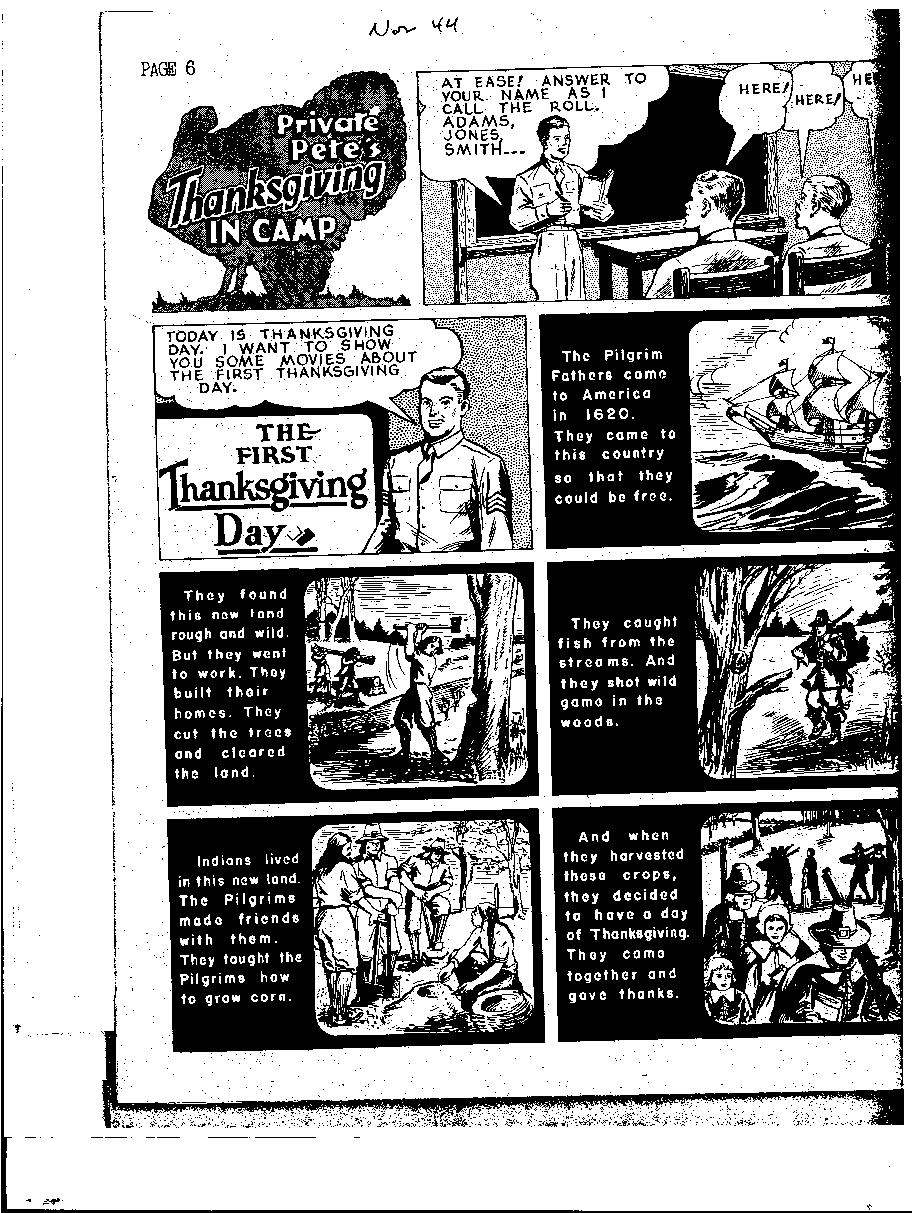 Nov 44
PAGE 6
Private
Pete's
Thanksgiving
IN CAMP
AT EASE! ANSWER TO
YOUR NAME AS I
CALL THE ROLL.
ADAMS,
JONES,
SMITH---
HERE!
HERE!
HE
TODAY IS THANKSGIVING
DAY. I WANT TO SHOW
YOU SOME MOVIES ABOUT
THE FIRST THANKSGIVING
DAY.
THE
FIRST
Thanksgiving
Day
The Pilgrim
Fathers came
to America
in 1620.
They came to
this country
so that they
could be free.
They found
this new land
rough and wild.
But they went
to work. They
built their
homes. They
cut the trees
and cleared
the land.
They caught
fish from the
streams. And
they shot wild
game in the
woods.
Indians lived
in this new land.
The Pilgrims
made friends
with them.
They taught the
Pilgrims how
to grow corn.
And when
they harvested
these crops,
they decided
to have a day
of Thanksgiving.
They came
together and
gave thanks.